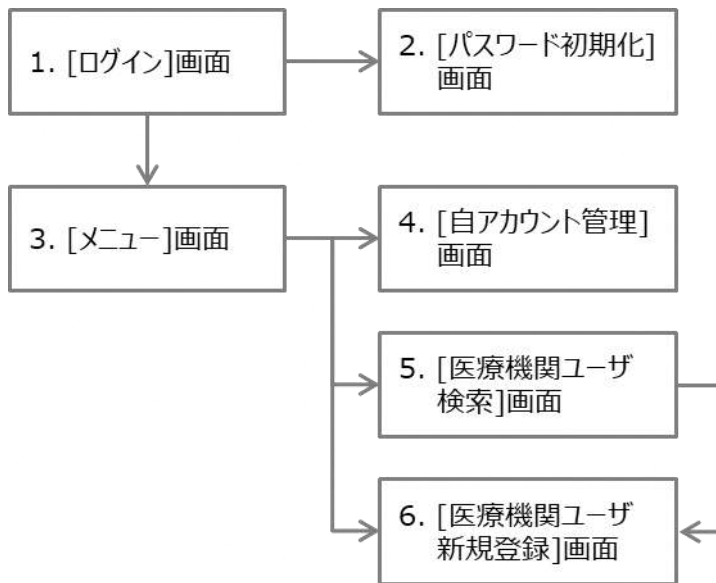 1. [ログイン]画面
2. [パスワード初期化]
画面
3. [メニュー]画面
4. [自アカウント管理]
画面
5. [医療機関ユーザ
検索]画面
6. [医療機関ユーザ
新規登録]画面